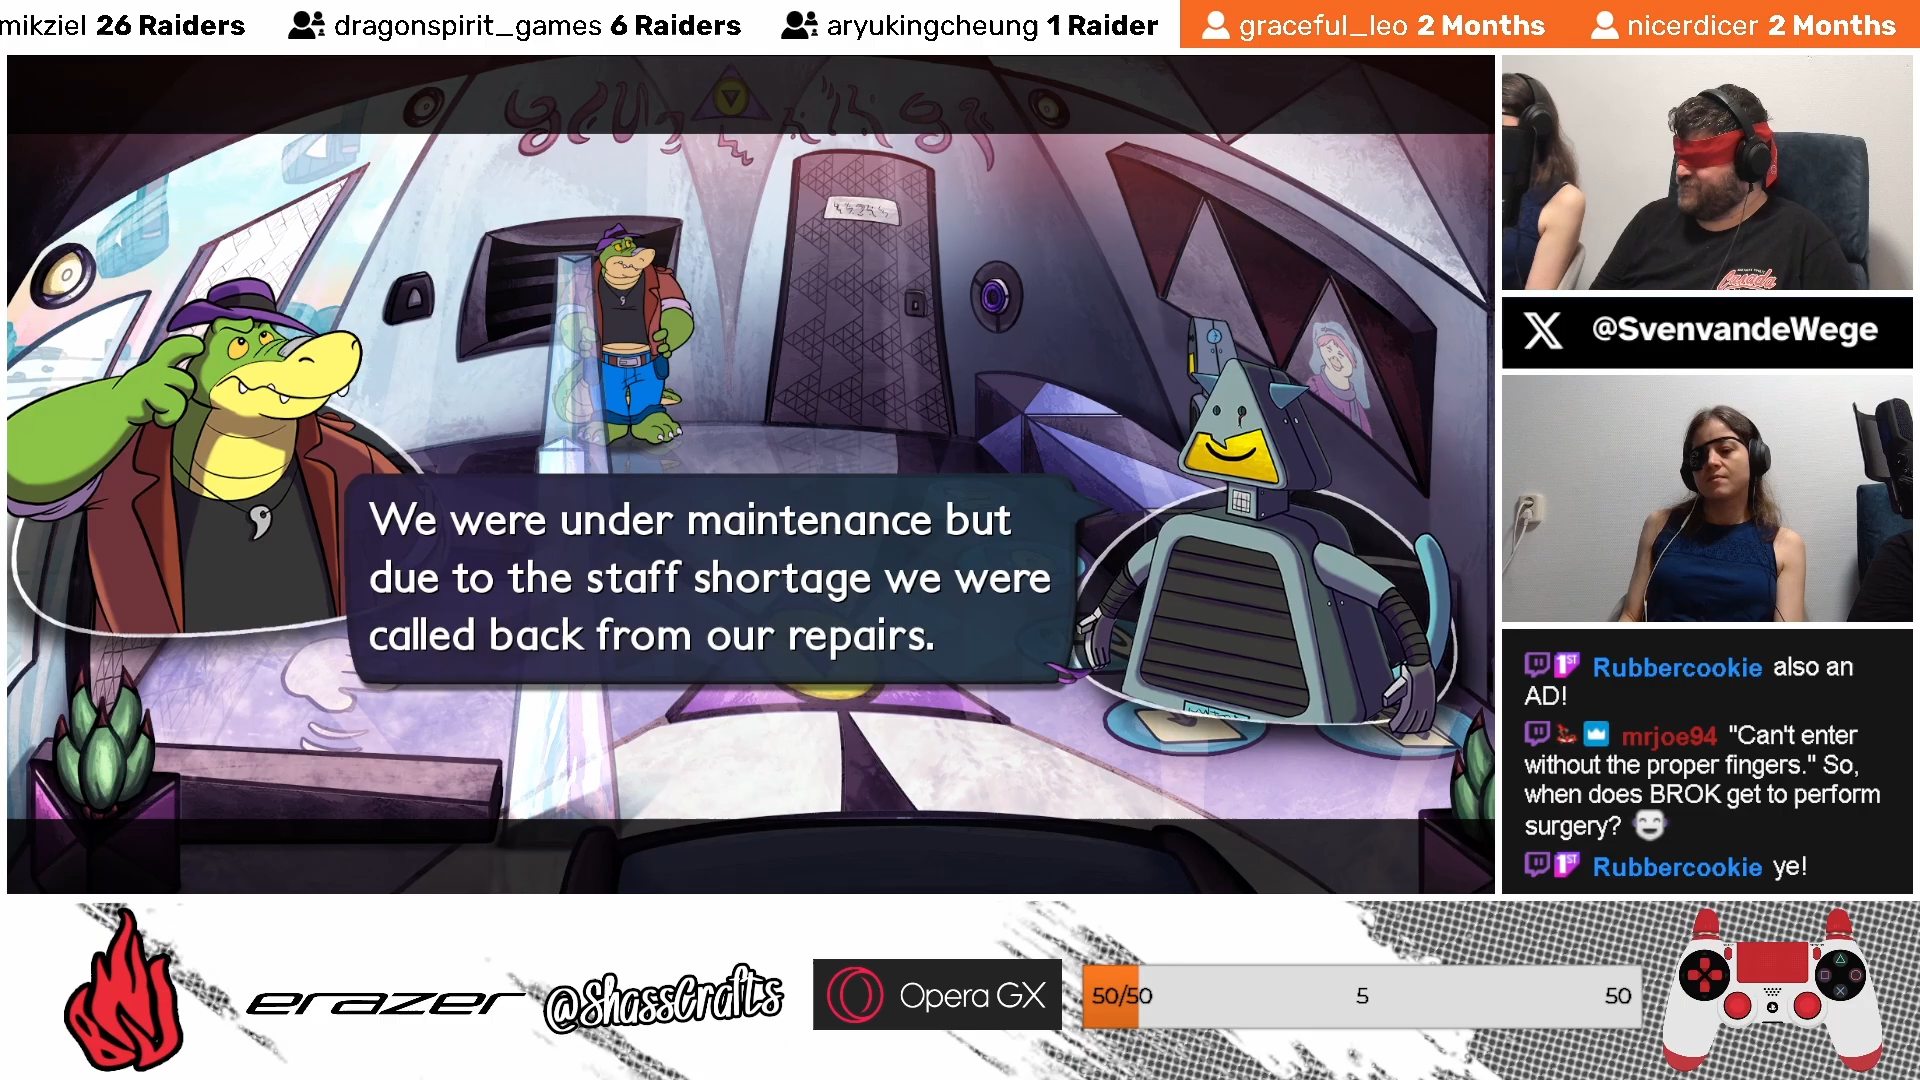 mikziel 26 Raiders dragonspirit_games 6 Raiders aryukingcheung 1 Raider graceful_leo 2 Months nicerdicer 2 Months
We were under maintenance but
due to the staff shortage we were
called back from our repairs.
X @SvenvandeWege
1ST Rubbercookie also an
AD!
mrjoe94 "Can't enter
without the proper fingers." So,
when does BROK get to perform
surgery?
1ST Rubbercookie ye!
BNJ erazer @ShassCrafts Opera GX 50/50 5 50